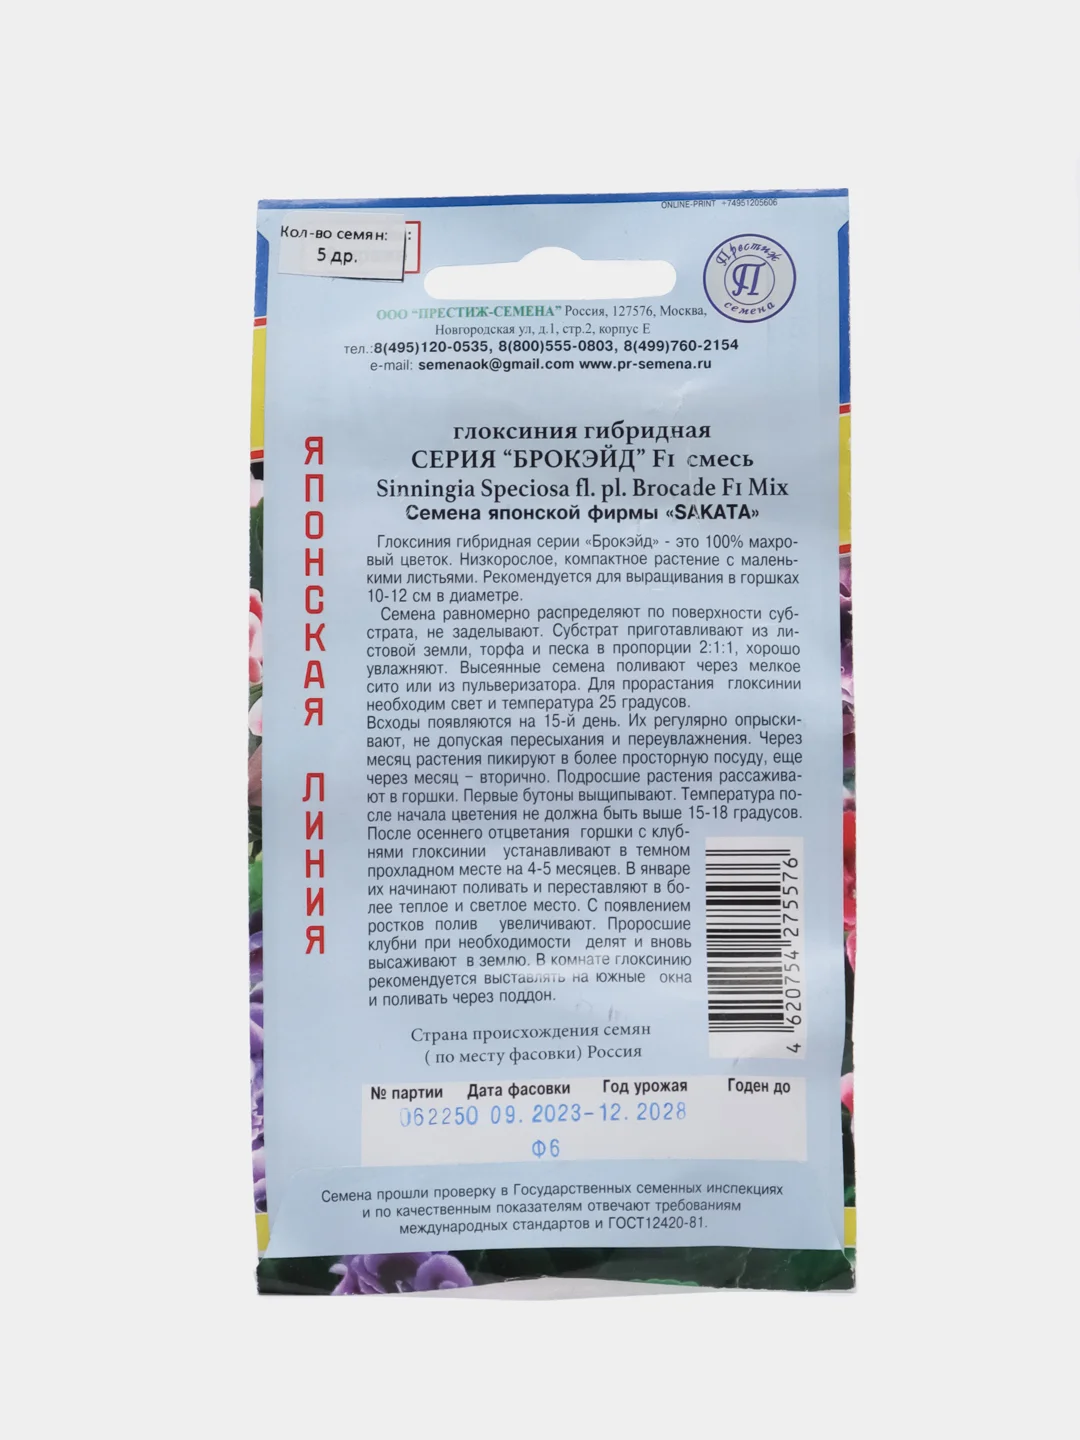 ONLINE-PRINT +74951205606
Кол-во семян:
5 др.
Престиж
П
семена
ООО “ПРЕСТИЖ-СЕМЕНА” Россия, 127576, Москва,
Новгородская ул, д.1, стр.2, корпус Е
тел.:8(495)120-0535, 8(800)555-0803, 8(499)760-2154
e-mail: semenaok@gmail.com www.pr-semena.ru
ЯПОНСКАЯ ЛИНИЯ
глоксиния гибридная
СЕРИЯ “БРОКЭЙД” F1 смесь
Sinningia Speciosa fl. pl. Brocade F1 Mix
Семена японской фирмы «SAKATA»
Глоксиния гибридная серии «Брокэйд» - это 100% махро-
вый цветок. Низкорослое, компактное растение с малень-
кими листьями. Рекомендуется для выращивания в горшках
10-12 см в диаметре.
Семена равномерно распределяют по поверхности суб-
страта, не заделывают. Субстрат приготавливают из ли-
стовой земли, торфа и песка в пропорции 2:1:1, хорошо
увлажняют. Высеянные семена поливают через мелкое
сито или из пульверизатора. Для прорастания глоксинии
необходим свет и температура 25 градусов.
Всходы появляются на 15-й день. Их регулярно опрыски-
вают, не допуская пересыхания и переувлажнения. Через
месяц растения пикируют в более просторную посуду, еще
через месяц – вторично. Подросшие растения рассажива-
ют в горшки. Первые бутоны выщипывают. Температура по-
сле начала цветения не должна быть выше 15-18 градусов.
После осеннего отцветания горшки с клуб-
нями глоксинии устанавливают в темном
прохладном месте на 4-5 месяцев. В январе
их начинают поливать и переставляют в бо-
лее теплое и светлое место. С появлением
ростков полив увеличивают. Проросшие
клубни при необходимости делят и вновь
высаживают в землю. В комнате глоксинию
рекомендуется выставлять на южные окна
и поливать через поддон.
4 620754 275576
Страна происхождения семян
( по месту фасовки) Россия
№ партии Дата фасовки Год урожая Годен до
062250 09. 2023-12. 2028
Ф6
Семена прошли проверку в Государственных семенных инспекциях
и по качественным показателям отвечают требованиям
международных стандартов и ГОСТ12420-81.